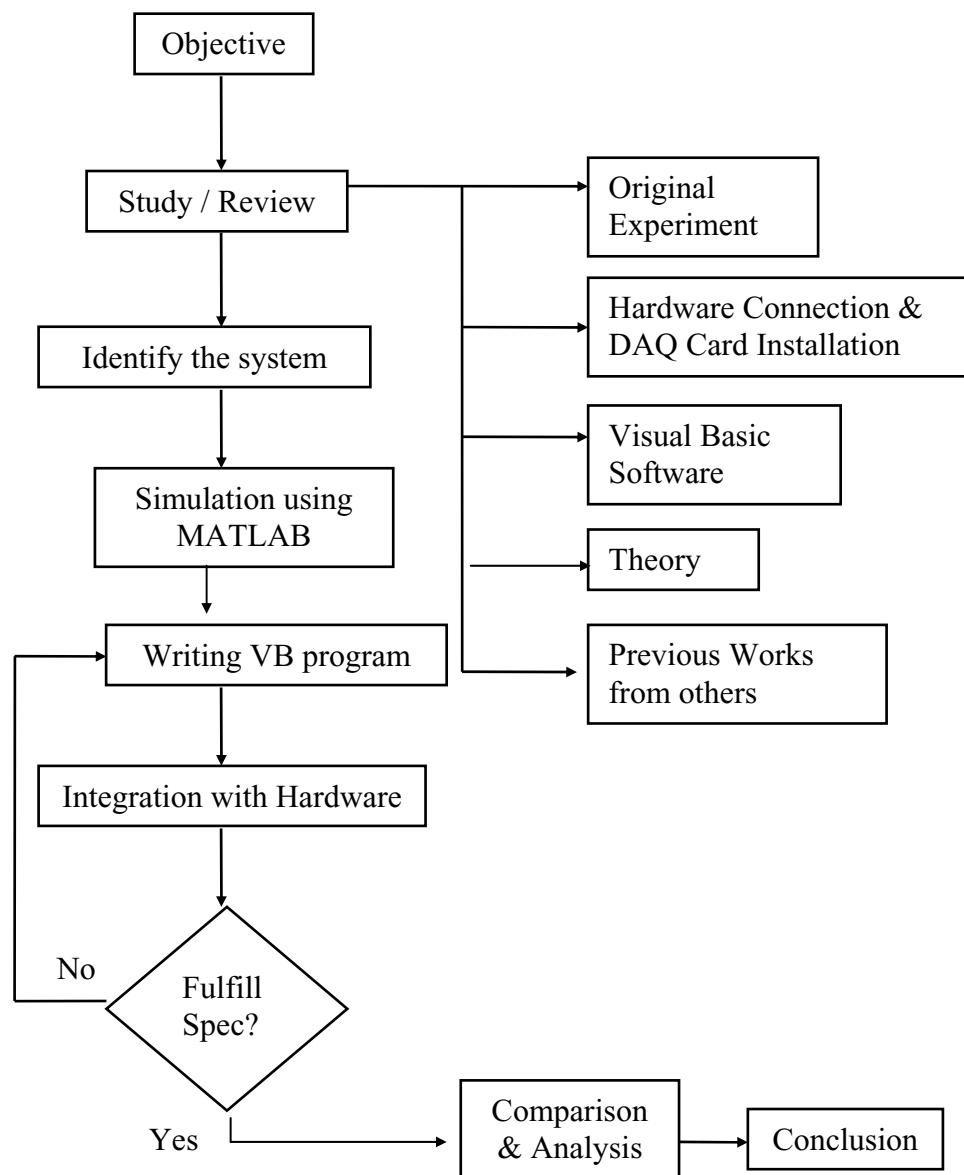 Objective
Study / Review
Original
Experiment
Hardware Connection &
DAQ Card Installation
Identify the system
Visual Basic
Software
Simulation using
MATLAB
Theory
Writing VB program
Previous Works
from others
Integration with Hardware
No
Fulfill
Spec?
Yes
Comparison
& Analysis
Conclusion